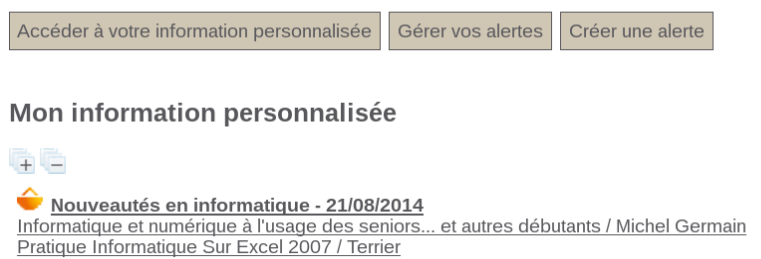 Accéder à votre information personnalisée Gérer vos alertes Créer une alerte
Mon information personnalisée
Nouveautés en informatique - 21/08/2014
Informatique et numérique à l'usage des seniors... et autres débutants / Michel Germain
Pratique Informatique Sur Excel 2007 / Terrier